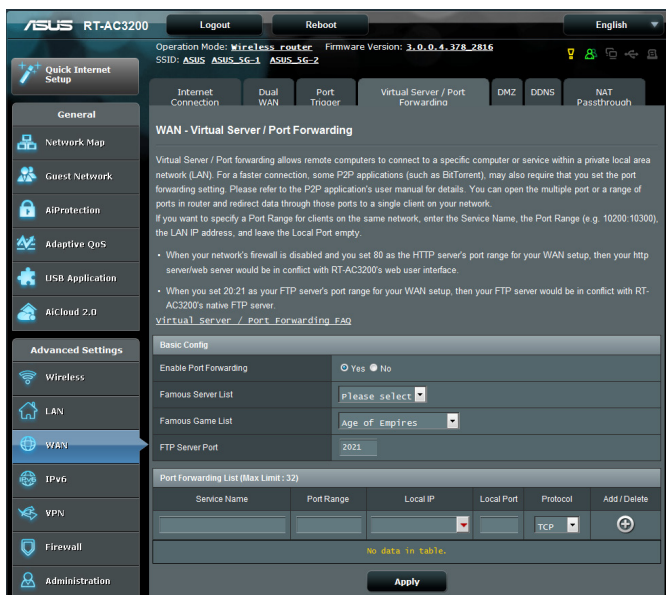 ASUS RT-AC3200
Logout
Reboot
English
Operation Mode: Wireless router Firmware Version: 3.0.0.4.378_2816
SSID: ASUS ASUS_5G-1 ASUS_5G-2
Quick Internet
Setup
General
Network Map
Guest Network
AiProtection
Adaptive QoS
USB Application
AiCloud 2.0
Advanced Settings
Wireless
LAN
WAN
IPv6
VPN
Firewall
Administration
Internet
Connection
Dual
WAN
Port
Trigger
Virtual Server / Port
Forwarding
DMZ
DDNS
NAT
Passthrough
WAN - Virtual Server / Port Forwarding
Virtual Server / Port forwarding allows remote computers to connect to a specific computer or service within a private local area
network (LAN). For a faster connection, some P2P applications (such as BitTorrent), may also require that you set the port
forwarding setting. Please refer to the P2P application's user manual for details. You can open the multiple port or a range of
ports in router and redirect data through those ports to a single client on your network.
If you want to specify a Port Range for clients on the same network, enter the Service Name, the Port Range (e.g. 10200:10300),
the LAN IP address, and leave the Local Port empty.
• When your network's firewall is disabled and you set 80 as the HTTP server's port range for your WAN setup, then your http
server/web server would be in conflict with RT-AC3200's web user interface.
• When you set 20:21 as your FTP server's port range for your WAN setup, then your FTP server would be in conflict with RT-
AC3200's native FTP server.
Virtual Server / Port Forwarding FAQ
Basic Config
Enable Port Forwarding
Yes No
Famous Server List
Please select
Famous Game List
Age of Empires
FTP Server Port
2021
Port Forwarding List (Max Limit : 32)
Service Name
Port Range
Local IP
Local Port
Protocol
Add / Delete
TCP
No data in table.
Apply